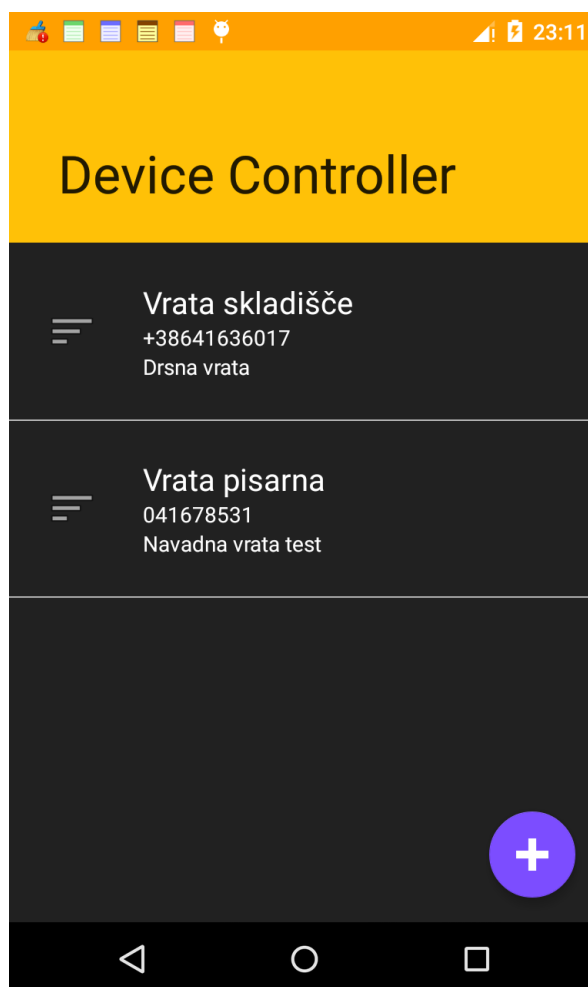 23:11
Device Controller
Vrata skladišče
+38641636017
Drsna vrata
Vrata pisarna
041678531
Navadna vrata test